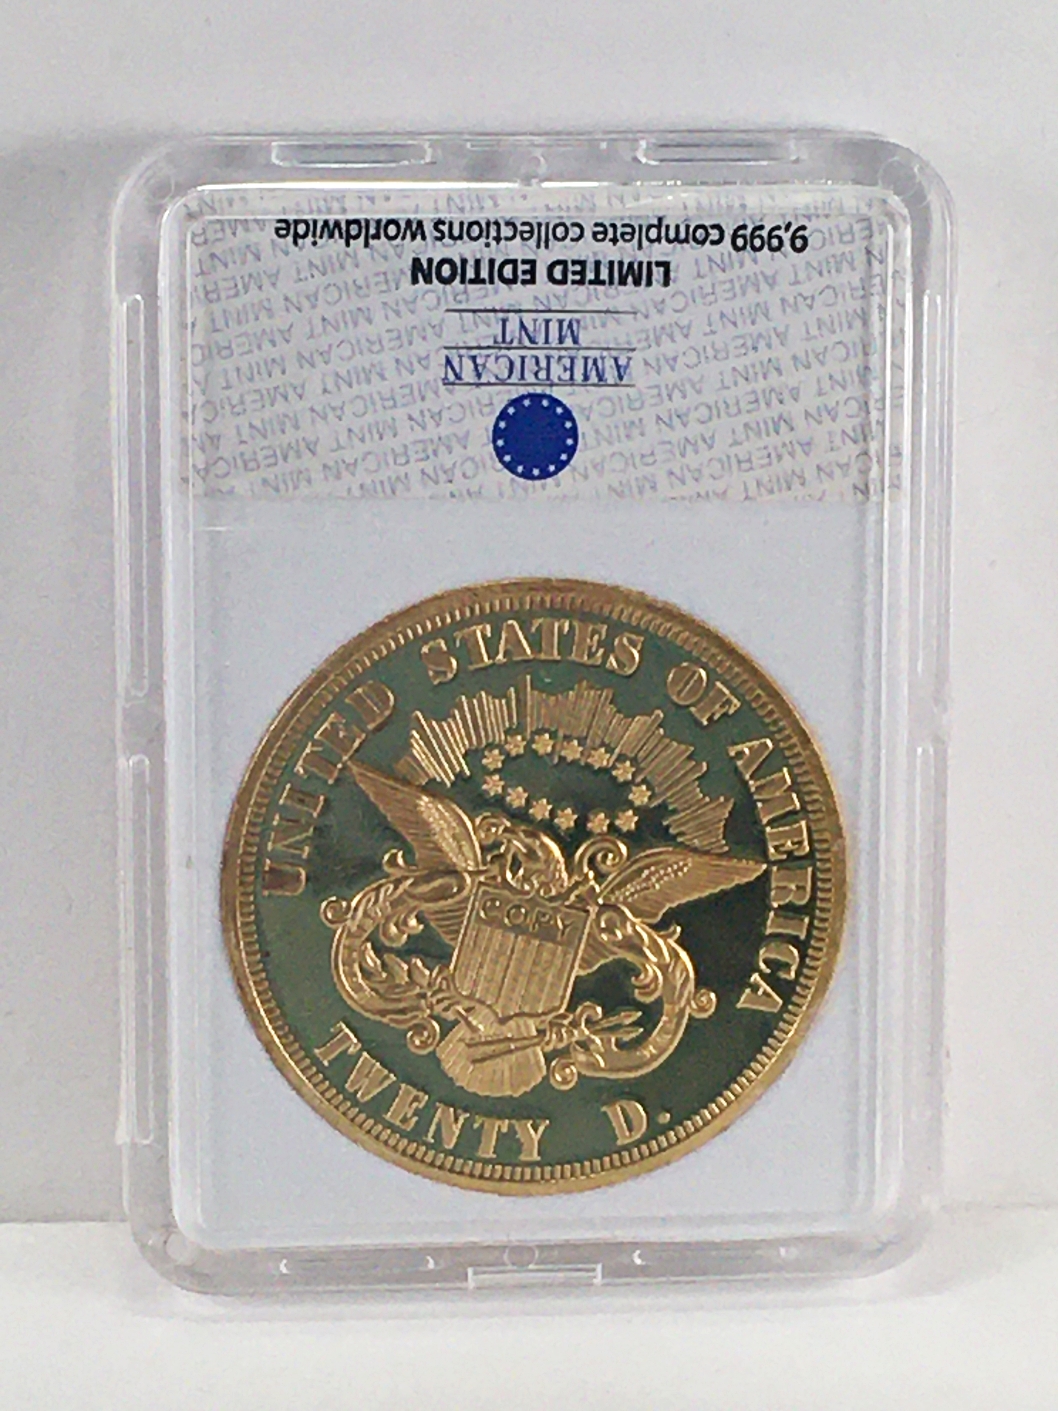 9,999 complete collections worldwide
LIMITED EDITION
AMERICAN
MINT
UNITED STATES OF AMERICA
COPY
TWENTY D.